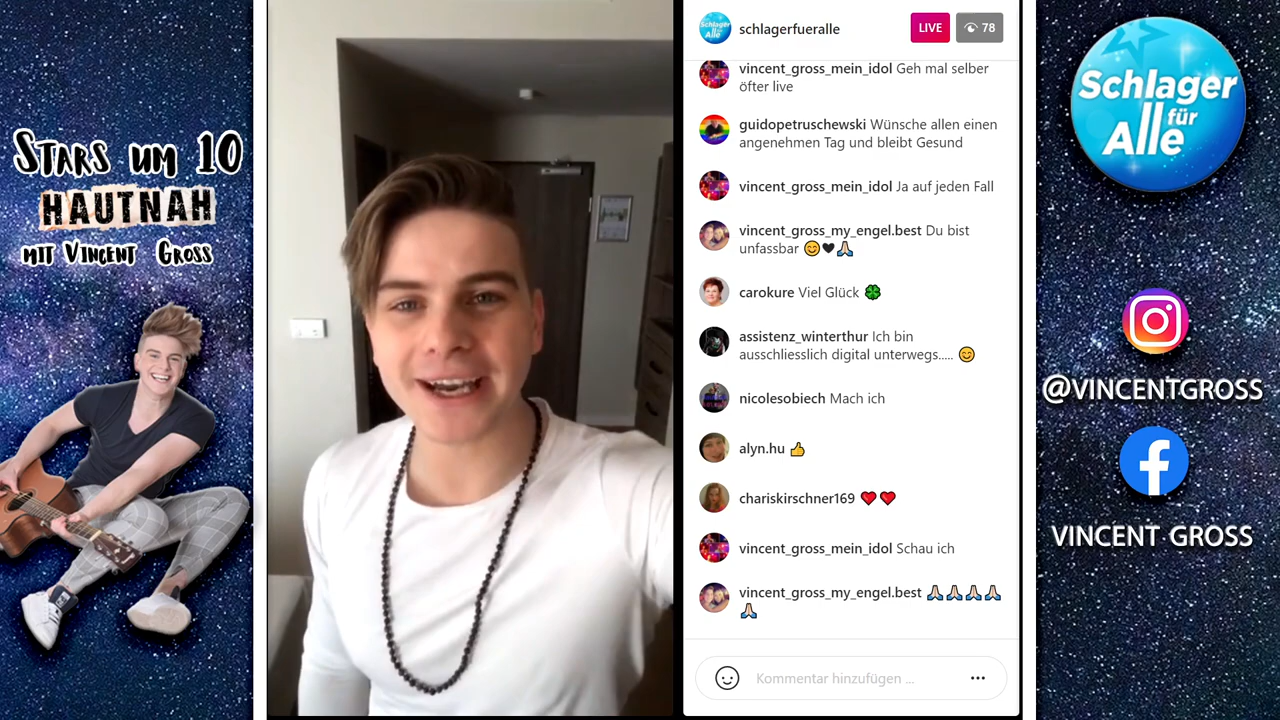 STARS UM 10
HAUTNAH
MIT VINCENT GROSS
schlagerfueralle
LIVE
78
vincent_gross_mein_idol Geh mal selber
öfter live
guidopetruschewski Wünsche allen einen
angenehmen Tag und bleibt Gesund
vincent_gross_mein_idol Ja auf jeden Fall
vincent_gross_my_engel.best Du bist
unfassbar 😊🖤🙏🏻
carokure Viel Glück 🍀
assistenz_winterthur Ich bin
ausschliesslich digital unterwegs..... 😊
nicolesobiech Mach ich
alyn.hu 👍
chariskirschner169 ❤️❤️
vincent_gross_mein_idol Schau ich
vincent_gross_my_engel.best 🙏🏻🙏🏻🙏🏻🙏🏻
🙏🏻
Kommentar hinzufügen ...
Schlager
für
Alle
@VINCENTGROSS
VINCENT GROSS